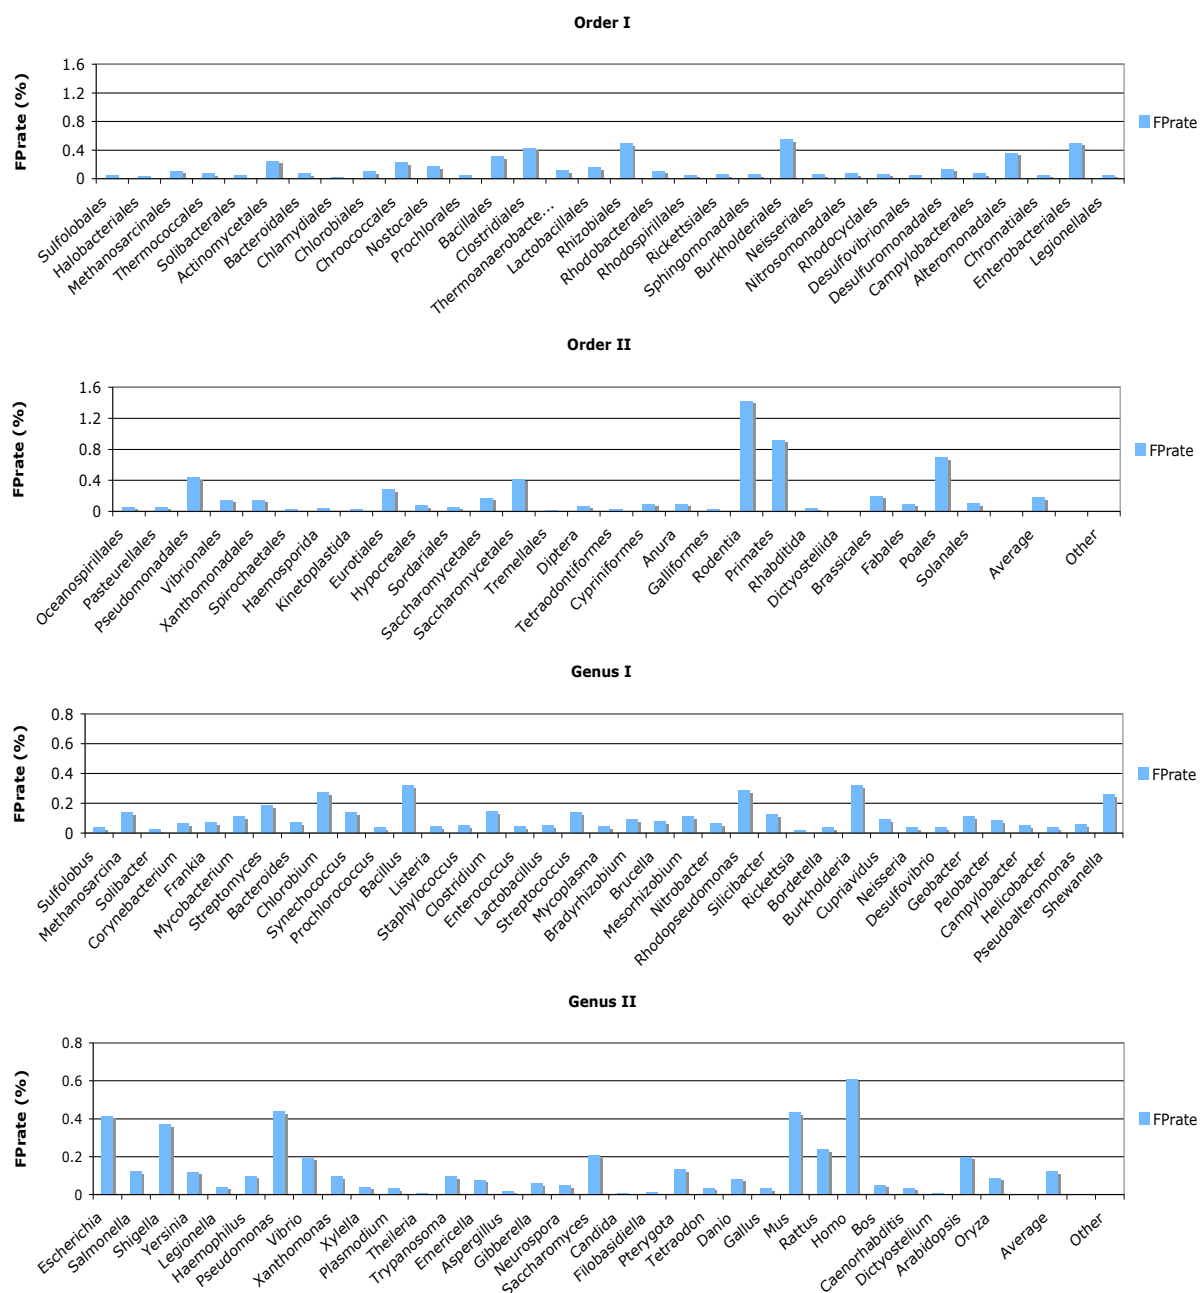 Order I
FPrate (%)
1.6
1.2
0.8
0.4
0
FPrate
Sulfolobales
Halobacteriales
Methanosarcinales
Thermococcales
Solibacterales
Actinomycetales
Bacteroidales
Chlamydiales
Chlorobiales
Chroococcales
Nostocales
Prochlorales
Bacillales
Clostridiales
Thermoanaerobacte...
Lactobacillales
Rhizobiales
Rhodobacterales
Rhodospirillales
Rickettsiales
Sphingomonadales
Burkholderiales
Neisseriales
Nitrosomonadales
Rhodocyclales
Desulfovibrionales
Desulfuromonadales
Campylobacterales
Alteromonadales
Chromatiales
Enterobacteriales
Legionellales
Order II
FPrate (%)
1.6
1.2
0.8
0.4
0
FPrate
Oceanospirillales
Pasteurellales
Pseudomonadales
Vibrionales
Xanthomonadales
Spirochaetales
Haemosporida
Kinetoplastida
Eurotiales
Hypocreales
Sordariales
Saccharomycetales
Saccharomycetales
Tremellales
Diptera
Tetraodontiformes
Cypriniformes
Anura
Galliformes
Rodentia
Primates
Rhabditida
Dictyosteliida
Brassicales
Fabales
Poales
Solanales
Average
Other
Genus I
FPrate (%)
0.8
0.6
0.4
0.2
0
FPrate
Sulfolobus
Methanosarcina
Solibacter
Corynebacterium
Frankia
Mycobacterium
Streptomyces
Bacteroides
Chlorobium
Synechococcus
Prochlorococcus
Bacillus
Listeria
Staphylococcus
Clostridium
Enterococcus
Lactobacillus
Streptococcus
Mycoplasma
Bradyrhizobium
Brucella
Mesorhizobium
Nitrobacter
Rhodopseudomonas
Silicibacter
Rickettsia
Bordetella
Burkholderia
Cupriavidus
Neisseria
Desulfovibrio
Geobacter
Pelobacter
Campylobacter
Helicobacter
Pseudoalteromonas
Shewanella
Genus II
FPrate (%)
0.8
0.6
0.4
0.2
0
FPrate
Escherichia
Salmonella
Shigella
Yersinia
Legionella
Haemophilus
Pseudomonas
Vibrio
Xanthomonas
Xylella
Plasmodium
Theileria
Trypanosoma
Emericella
Aspergillus
Gibberella
Neurospora
Saccharomyces
Candida
Filobasidiella
Pterygota
Tetraodon
Danio
Gallus
Mus
Rattus
Homo
Bos
Caenorhabditis
Dictyostellum
Arabidopsis
Oryza
Average
Other